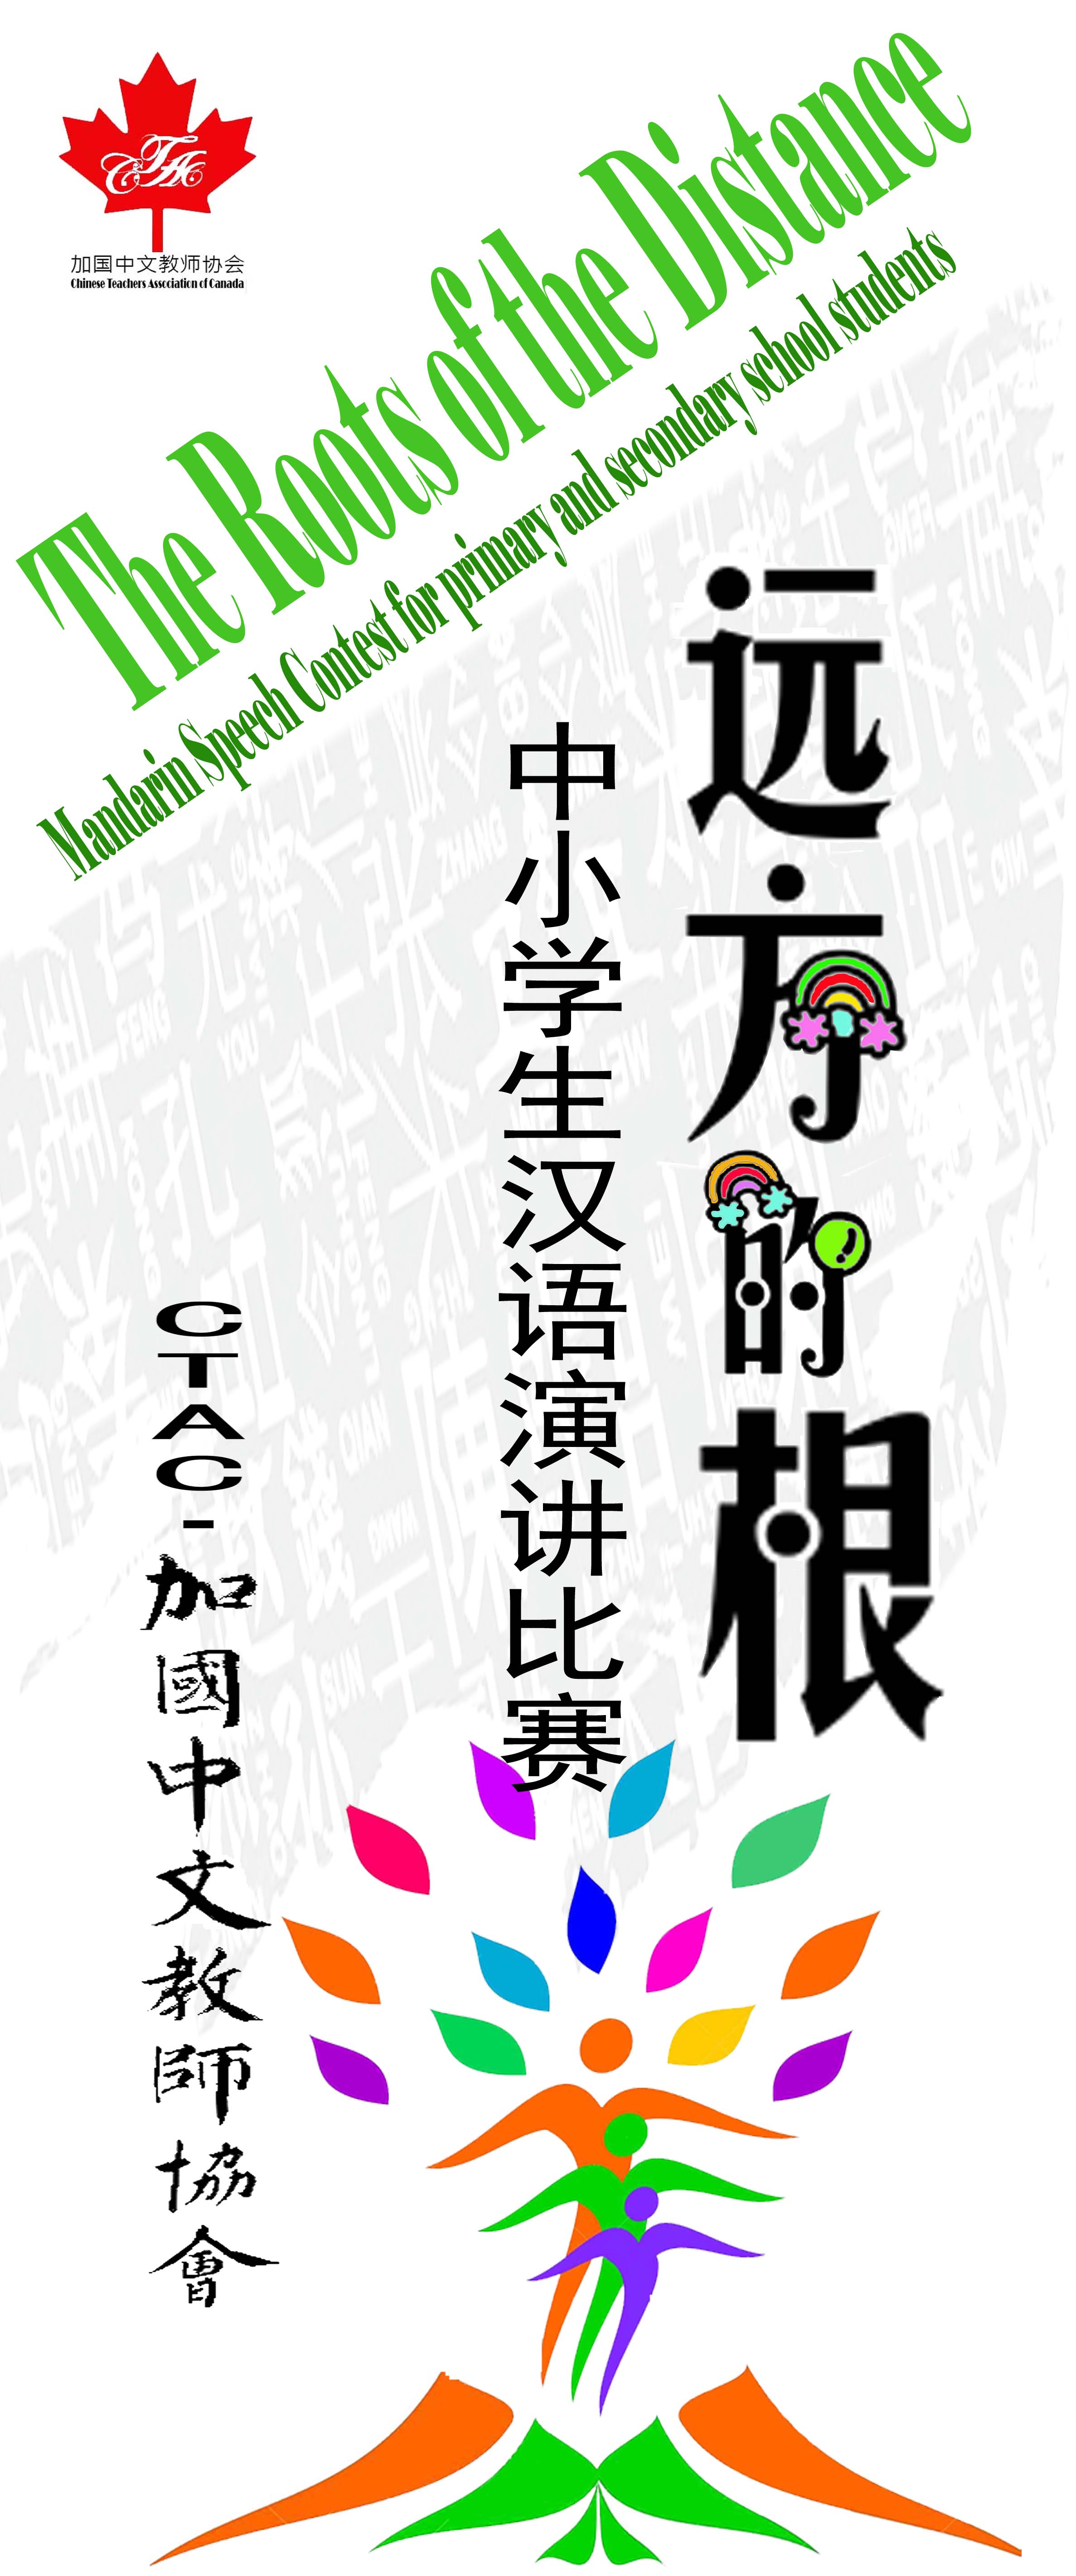 CTAC
加国中文教师协会
Chinese Teachers Association of Canada
The Roots of the Distance
Mandarin Speech Contest for primary and secondary school students
远方的根
中小学生汉语演讲比赛
CTAC-加國中文教師協會